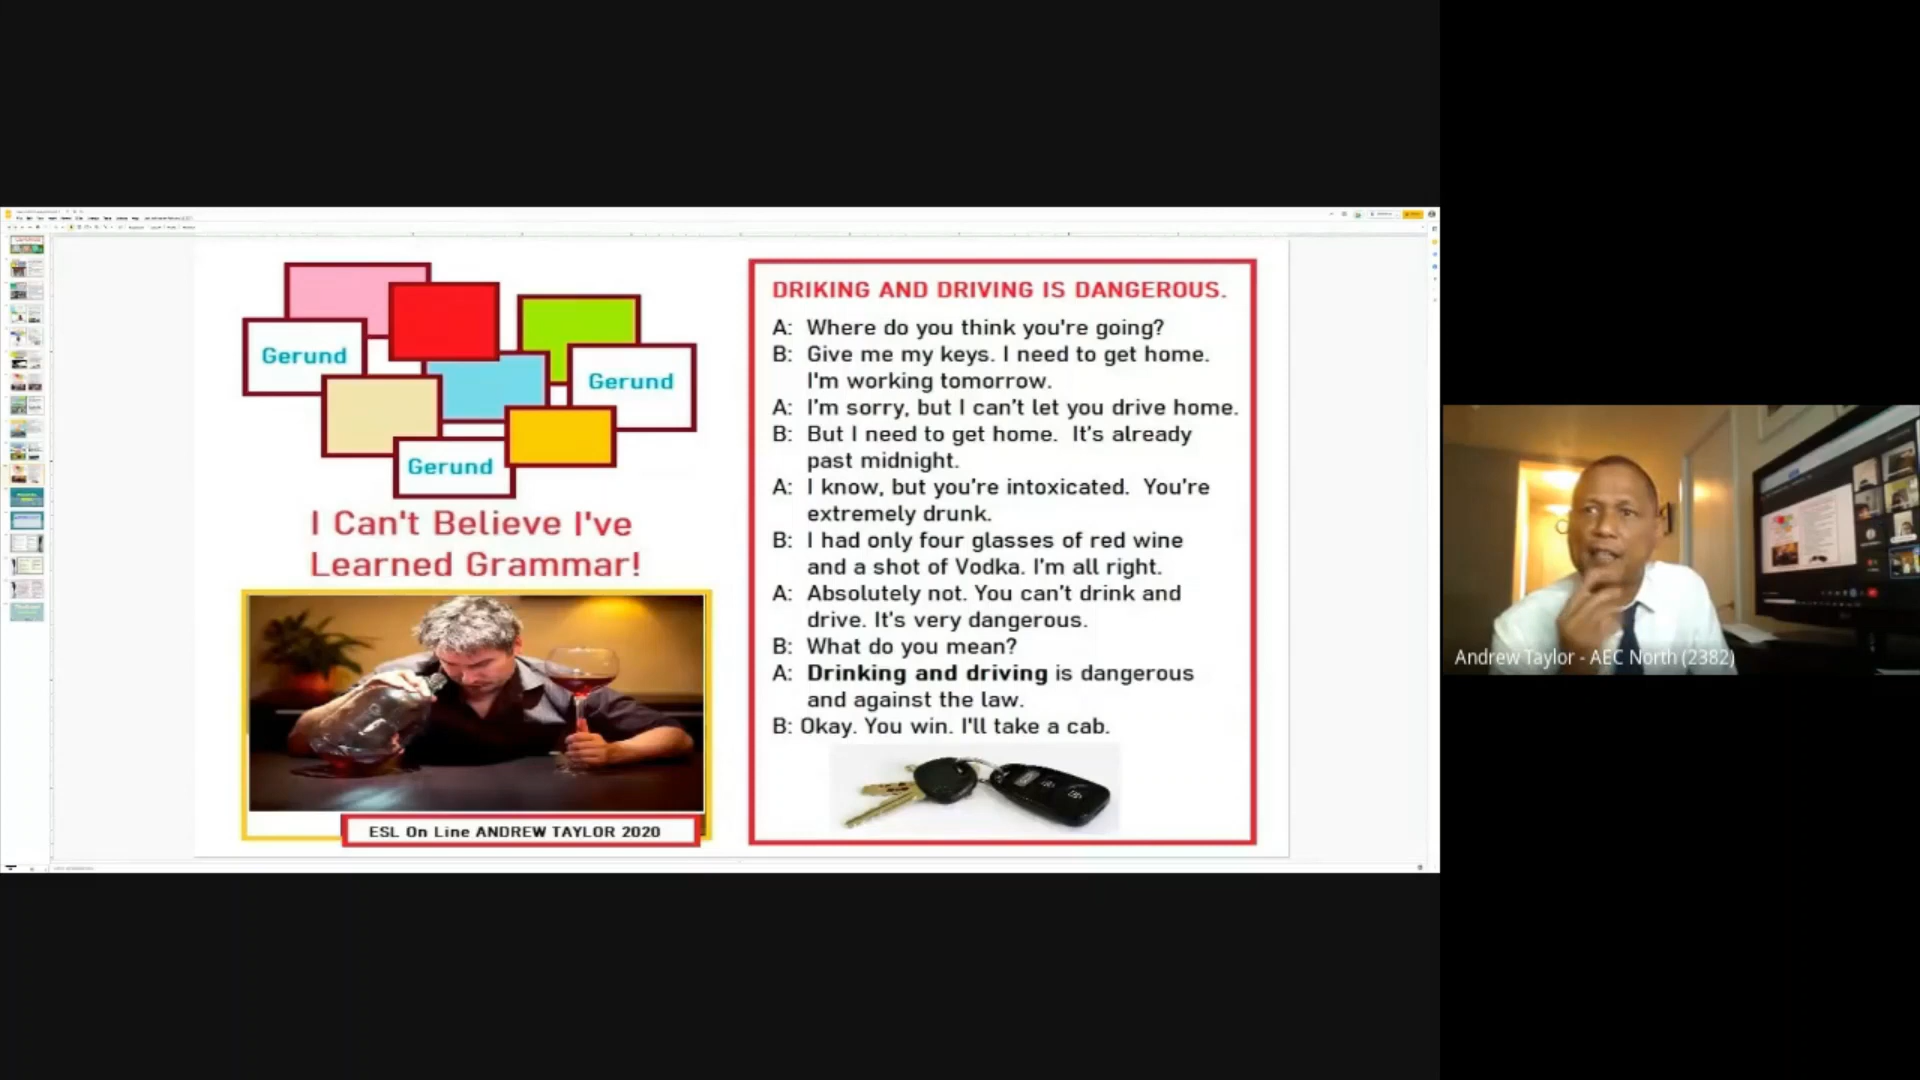 Gerund
Gerund
Gerund
I Can't Believe I've
Learned Grammar!
ESL On Line ANDREW TAYLOR 2020
DRIKING AND DRIVING IS DANGEROUS.
A: Where do you think you're going?
B: Give me my keys. I need to get home.
I'm working tomorrow.
A: I'm sorry, but I can't let you drive home.
B: But I need to get home. It's already
past midnight.
A: I know, but you're intoxicated. You're
extremely drunk.
B: I had only four glasses of red wine
and a shot of Vodka. I'm all right.
A: Absolutely not. You can't drink and
drive. It's very dangerous.
B: What do you mean?
A: Drinking and driving is dangerous
and against the law.
B: Okay. You win. I'll take a cab.
Andrew Taylor - AEC North (2382)